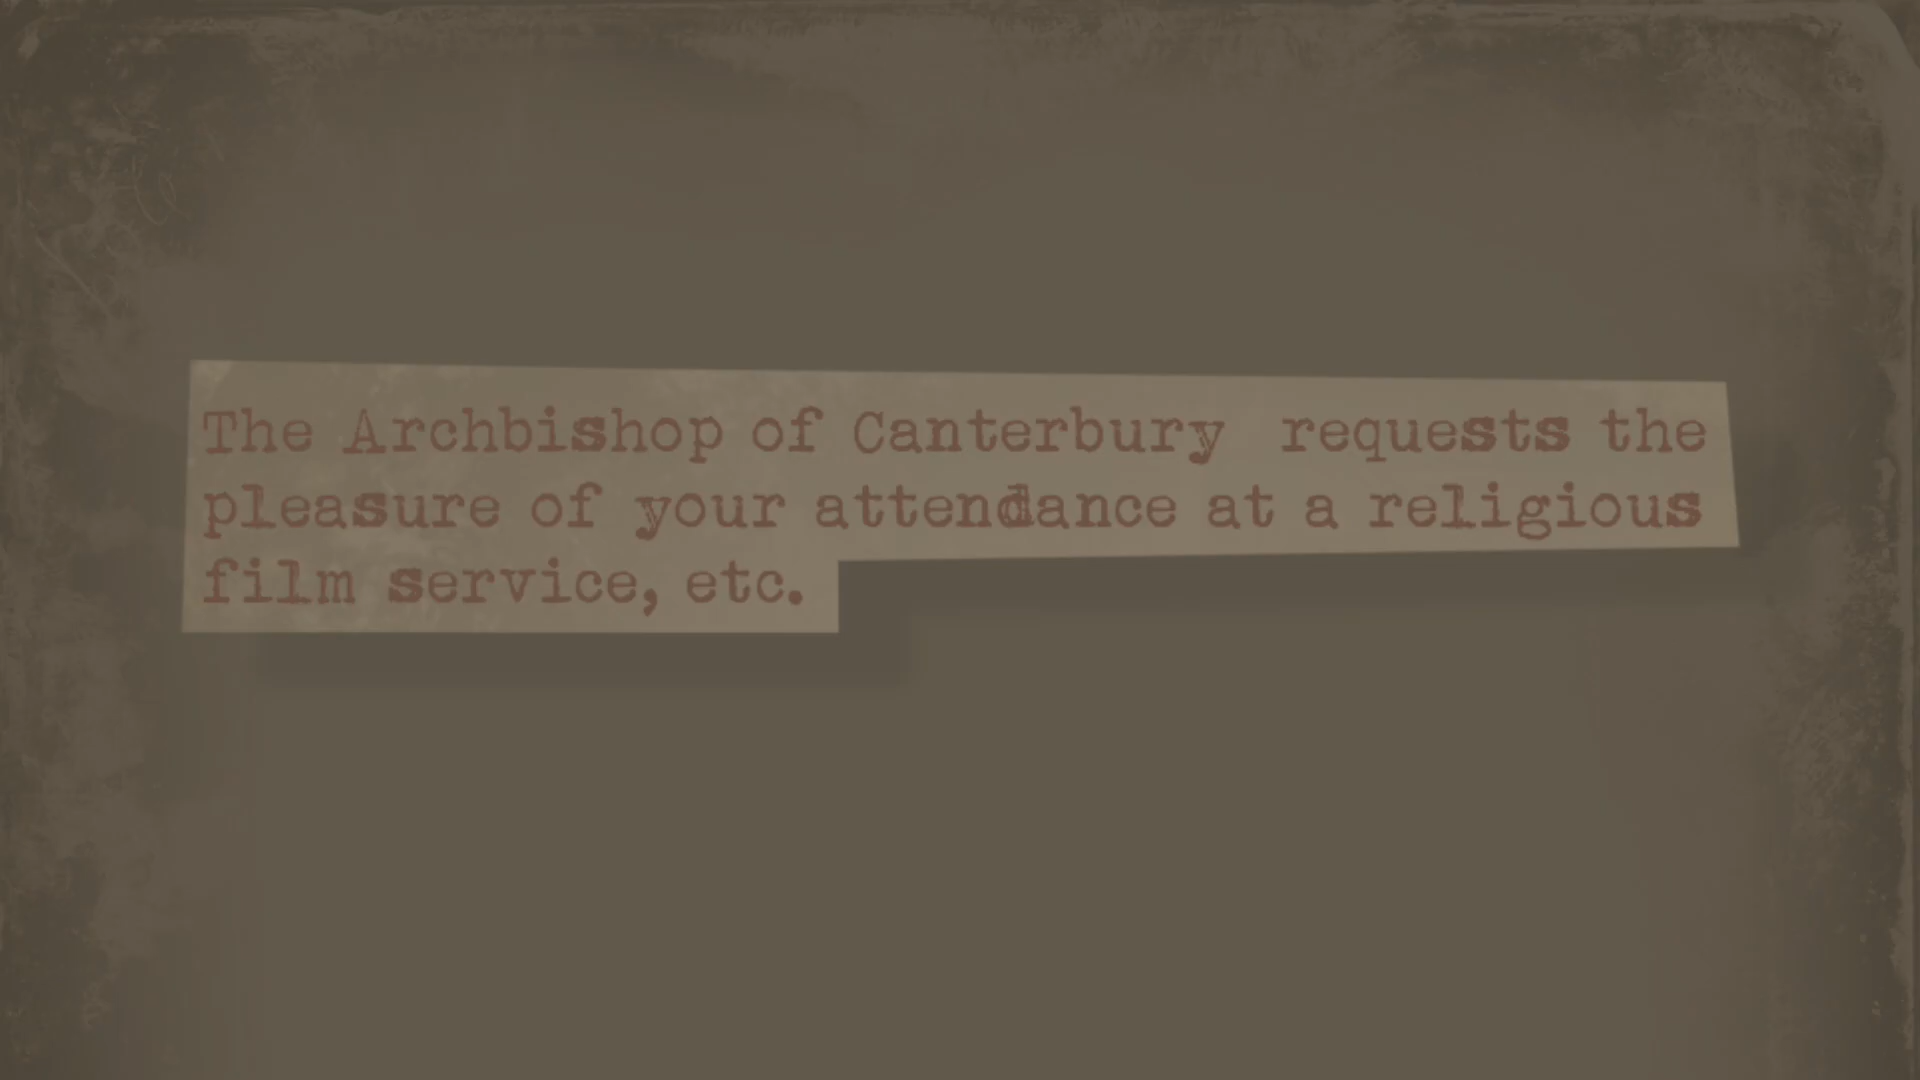 The Archbishop of Canterbury  requests the
pleasure of your attendance at a religious
film service, etc.